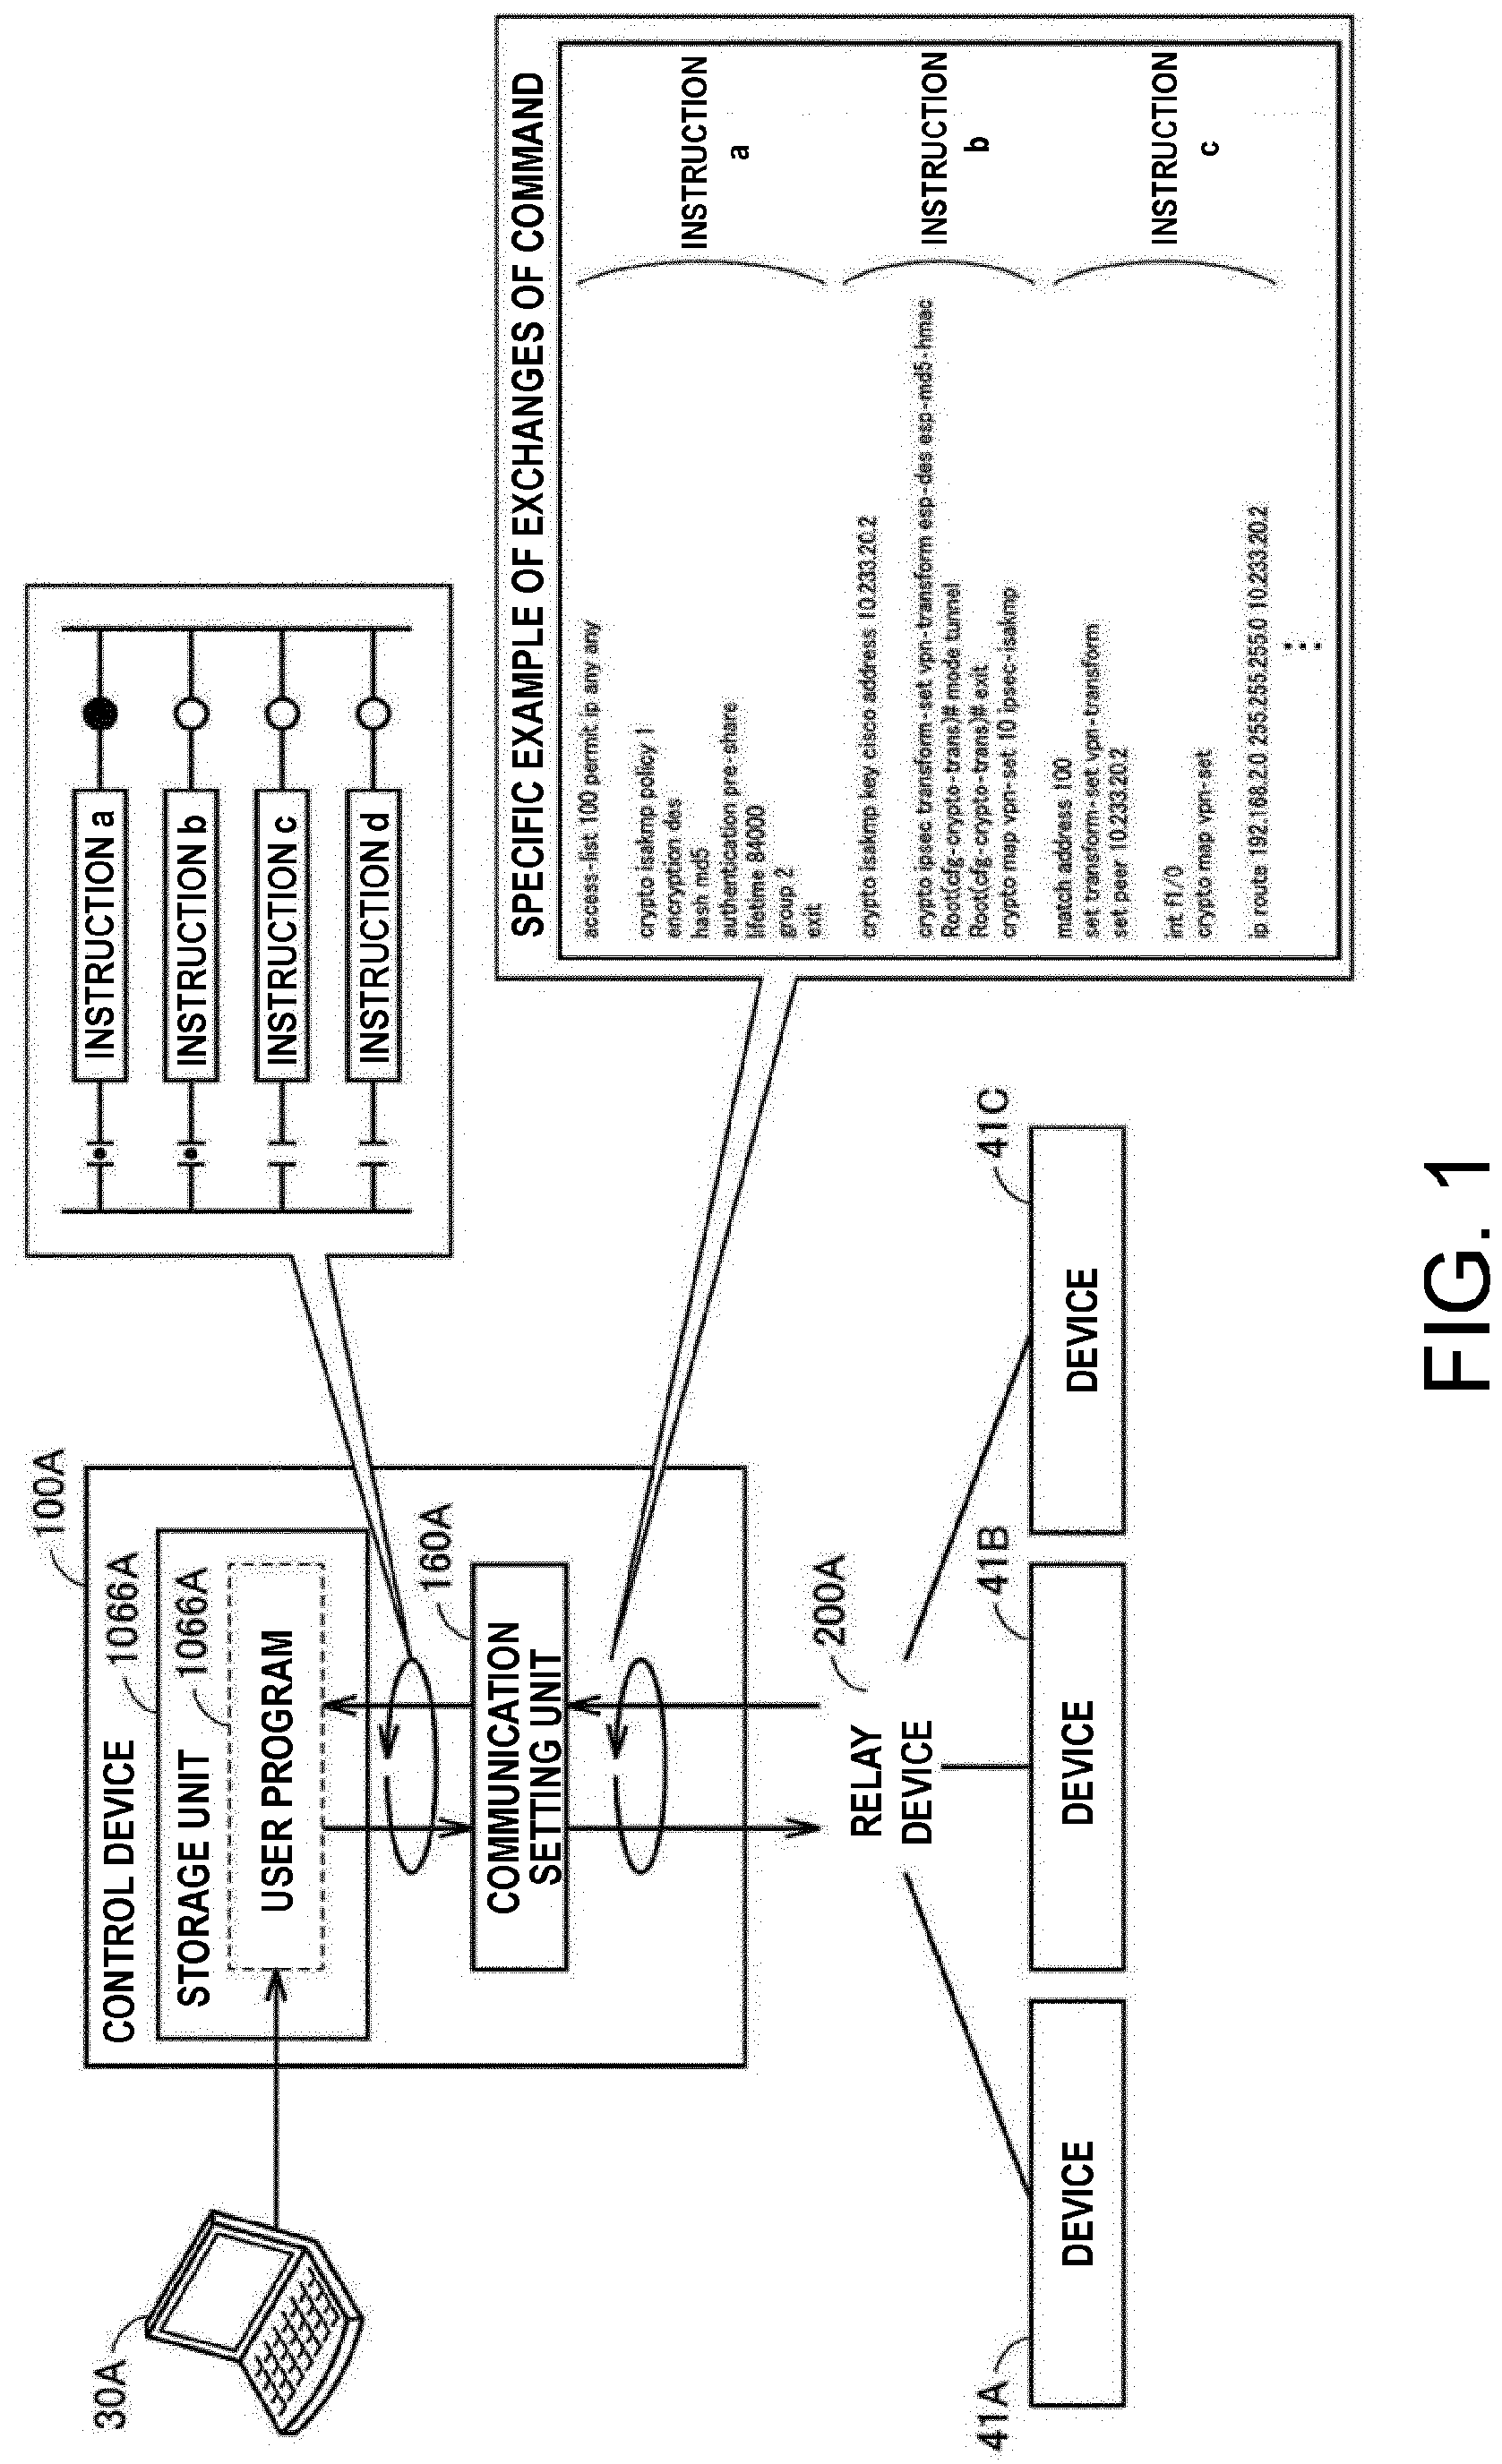 30A
CONTROL DEVICE
100A
STORAGE UNIT
1066A
1066A
USER PROGRAM
160A
COMMUNICATION
SETTING UNIT
200A
RELAY
DEVICE
41A
DEVICE
41B
DEVICE
41C
DEVICE
INSTRUCTION a
INSTRUCTION b
INSTRUCTION c
INSTRUCTION d
SPECIFIC EXAMPLE OF EXCHANGES OF COMMAND
access-list 100 permit ip any any
crypto isakmp policy 1
encryption des
hash md5
authentication pre-share
lifetime 84000
group 2
exit
INSTRUCTION
a
crypto isakmp key cisco address 10.233.20.2
crypto ipsec transform-set vpn-transform esp-des esp-md5-hmac
Root(cfg-crypto-trans)# mode tunnel
Root(cfg-crypto-trans)# exit
crypto map vpn-set 10 ipsec-isakmp
INSTRUCTION
b
match address 100
set transform-set vpn-transform
set peer 10.233.20.2
int f1/0
crypto map vpn-set
ip route 192.168.2.0 255.255.255.0 10.233.20.2
INSTRUCTION
c
FIG. 1